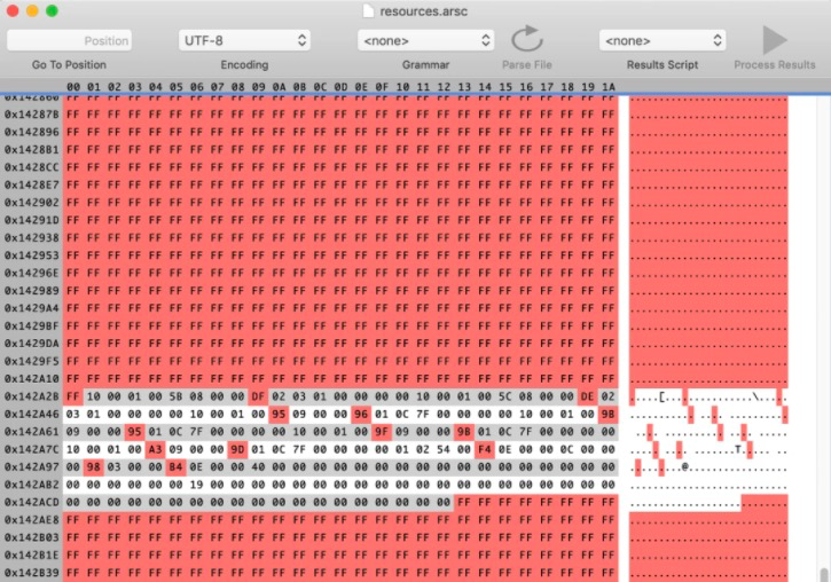 resources.arsc
Position
UTF-8
<none>
<none>
Go To Position Encoding Grammar Parse File Results Script Process Results
00 01 02 03 04 05 06 07 08 09 0A 0B 0C 0D 0E 0F 10 11 12 13 14 15 16 17 18 19 1A
0x142860 FF FF FF FF FF FF FF FF FF FF FF FF FF FF FF FF FF FF FF FF FF FF FF FF FF FF FF ...........................
0x14287B FF FF FF FF FF FF FF FF FF FF FF FF FF FF FF FF FF FF FF FF FF FF FF FF FF FF FF ...........................
0x142896 FF FF FF FF FF FF FF FF FF FF FF FF FF FF FF FF FF FF FF FF FF FF FF FF FF FF FF ...........................
0x1428B1 FF FF FF FF FF FF FF FF FF FF FF FF FF FF FF FF FF FF FF FF FF FF FF FF FF FF FF ...........................
0x1428CC FF FF FF FF FF FF FF FF FF FF FF FF FF FF FF FF FF FF FF FF FF FF FF FF FF FF FF ...........................
0x1428E7 FF FF FF FF FF FF FF FF FF FF FF FF FF FF FF FF FF FF FF FF FF FF FF FF FF FF FF ...........................
0x142902 FF FF FF FF FF FF FF FF FF FF FF FF FF FF FF FF FF FF FF FF FF FF FF FF FF FF FF ...........................
0x14291D FF FF FF FF FF FF FF FF FF FF FF FF FF FF FF FF FF FF FF FF FF FF FF FF FF FF FF ...........................
0x142938 FF FF FF FF FF FF FF FF FF FF FF FF FF FF FF FF FF FF FF FF FF FF FF FF FF FF FF ...........................
0x142953 FF FF FF FF FF FF FF FF FF FF FF FF FF FF FF FF FF FF FF FF FF FF FF FF FF FF FF ...........................
0x14296E FF FF FF FF FF FF FF FF FF FF FF FF FF FF FF FF FF FF FF FF FF FF FF FF FF FF FF ...........................
0x142989 FF FF FF FF FF FF FF FF FF FF FF FF FF FF FF FF FF FF FF FF FF FF FF FF FF FF FF ...........................
0x1429A4 FF FF FF FF FF FF FF FF FF FF FF FF FF FF FF FF FF FF FF FF FF FF FF FF FF FF FF ...........................
0x1429BF FF FF FF FF FF FF FF FF FF FF FF FF FF FF FF FF FF FF FF FF FF FF FF FF FF FF FF ...........................
0x1429DA FF FF FF FF FF FF FF FF FF FF FF FF FF FF FF FF FF FF FF FF FF FF FF FF FF FF FF ...........................
0x1429F5 FF FF FF FF FF FF FF FF FF FF FF FF FF FF FF FF FF FF FF FF FF FF FF FF FF FF FF ...........................
0x142A10 FF FF FF FF FF FF FF FF FF FF FF FF FF FF FF FF FF FF FF FF FF FF FF FF FF FF FF ...........................
0x142A2B FF 10 00 01 00 5B 08 00 00 DF 02 03 01 00 00 00 00 10 00 01 00 5C 08 00 00 DE 02 .....[...............\.....
0x142A46 03 01 00 00 00 00 10 00 01 00 95 09 00 00 96 01 0C 7F 00 00 00 00 10 00 01 00 9B ...........................
0x142A61 09 00 00 95 01 0C 7F 00 00 00 00 10 00 01 00 9F 09 00 00 9B 01 0C 7F 00 00 00 00 ...........................
0x142A7C 10 00 01 00 A3 09 00 00 9D 01 0C 7F 00 00 00 00 01 02 54 00 F4 0E 00 00 0C 00 00 ..................T........
0x142A97 00 98 03 00 00 B4 0E 00 00 40 00 00 00 00 00 00 00 00 00 00 00 00 00 00 00 00 00 .........@.................
0x142AB2 00 00 00 00 00 00 19 00 00 00 00 00 00 00 00 00 00 00 00 00 00 00 00 00 00 00 00 ...........................
0x142ACD 00 00 00 00 00 00 00 00 00 00 00 00 00 00 00 00 00 00 00 FF FF FF FF FF FF FF FF ...........................
0x142AE8 FF FF FF FF FF FF FF FF FF FF FF FF FF FF FF FF FF FF FF FF FF FF FF FF FF FF FF ...........................
0x142B03 FF FF FF FF FF FF FF FF FF FF FF FF FF FF FF FF FF FF FF FF FF FF FF FF FF FF FF ...........................
0x142B1E FF FF FF FF FF FF FF FF FF FF FF FF FF FF FF FF FF FF FF FF FF FF FF FF FF FF FF ...........................
0x142B39 FF FF FF FF FF FF FF FF FF FF FF FF FF FF FF FF FF FF FF FF FF FF FF FF FF FF FF ...........................